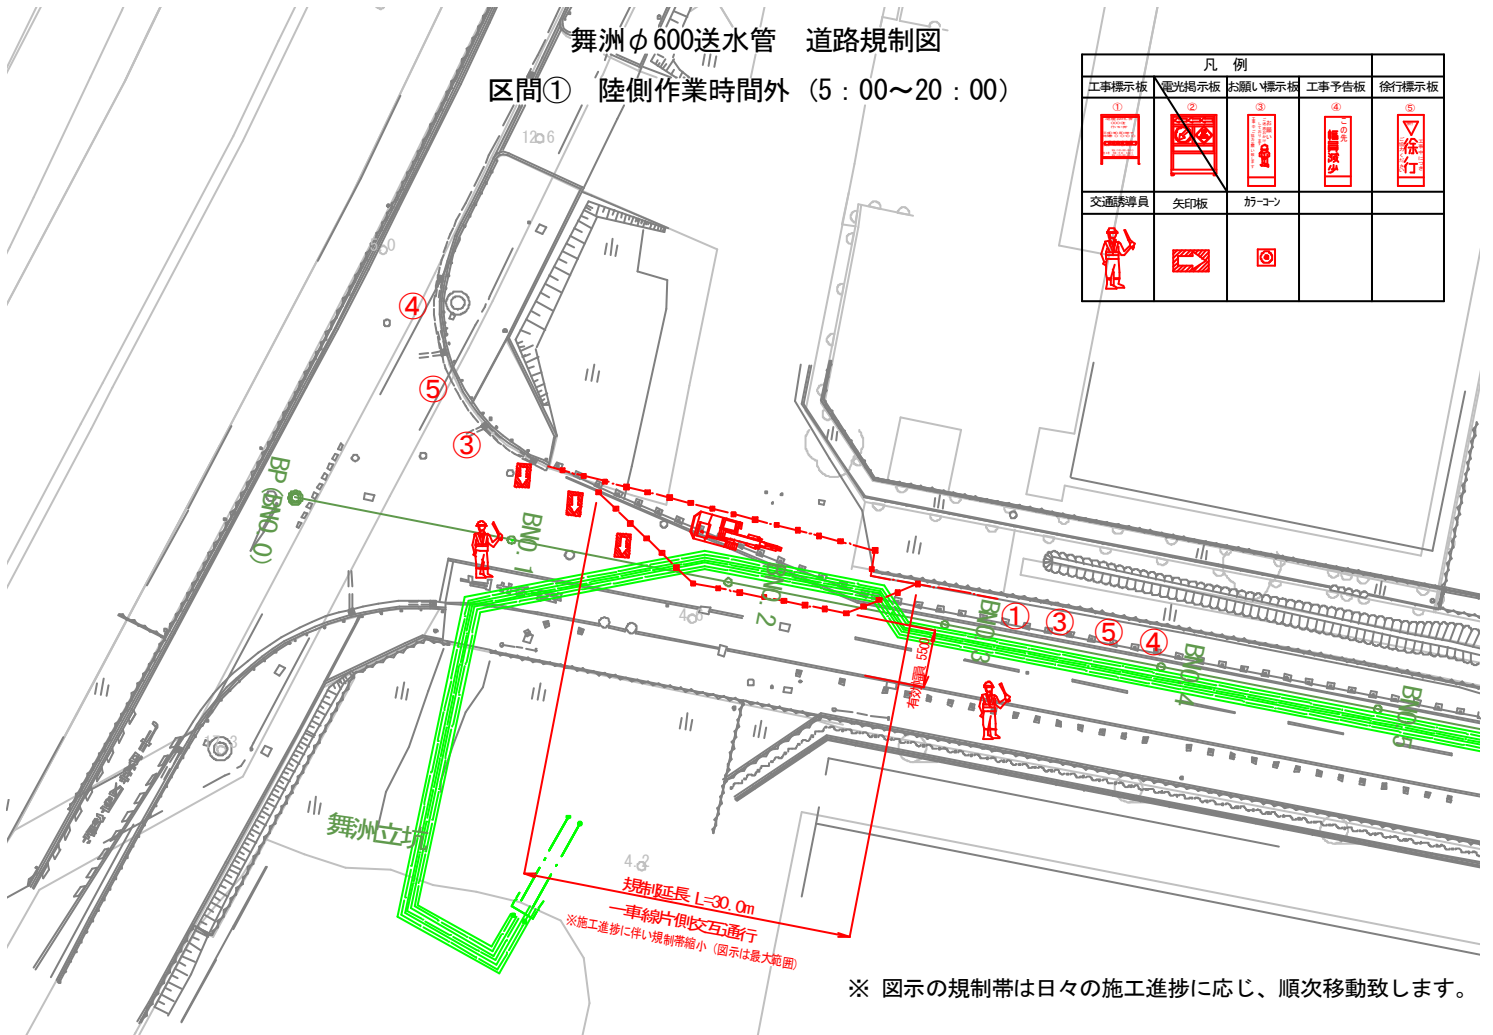 舞洲φ600送水管　道路規制図
区間①　陸側作業時間外（5：00～20：00）
凡　例
工事標示板
電光掲示板
お願い標示板
工事予告板
徐行標示板
①
②
③
④
⑤
お願い
この先
幅員減少
徐行
交通誘導員
矢印板
カラーコーン
④
⑤
③
BP
(BNO.0)
BNO.1
BNO.2
BNO.3
BNO.4
BNO.5
①
③
⑤
④
有効幅員 5500
舞洲立坑
4.2
規制延長 L=30.0m
一車線片側交互通行
※施工進捗に伴い規制帯縮小（図示は最大範囲）
※ 図示の規制帯は日々の施工進捗に応じ、順次移動致します。